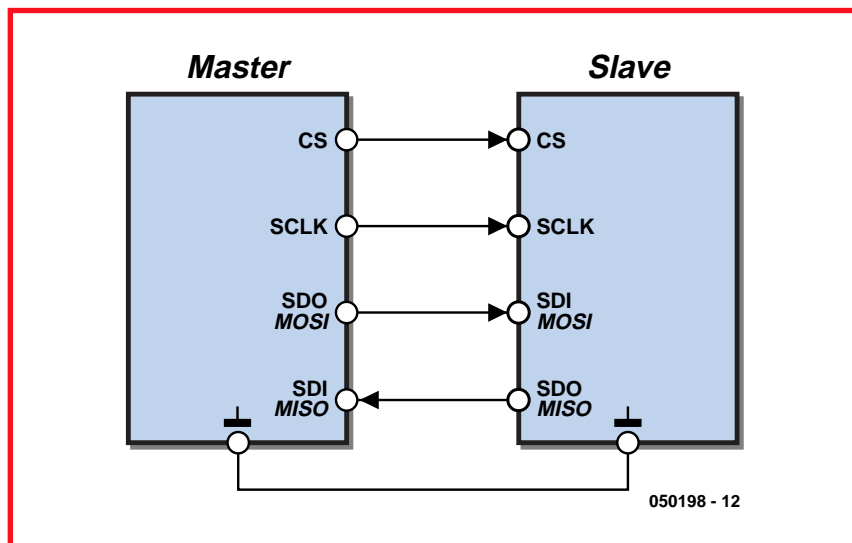 Master
Slave
CS
CS
SCLK
SCLK
SDO
MOSI
SDI
MOSI
SDI
MISO
SDO
MISO
050198 - 12